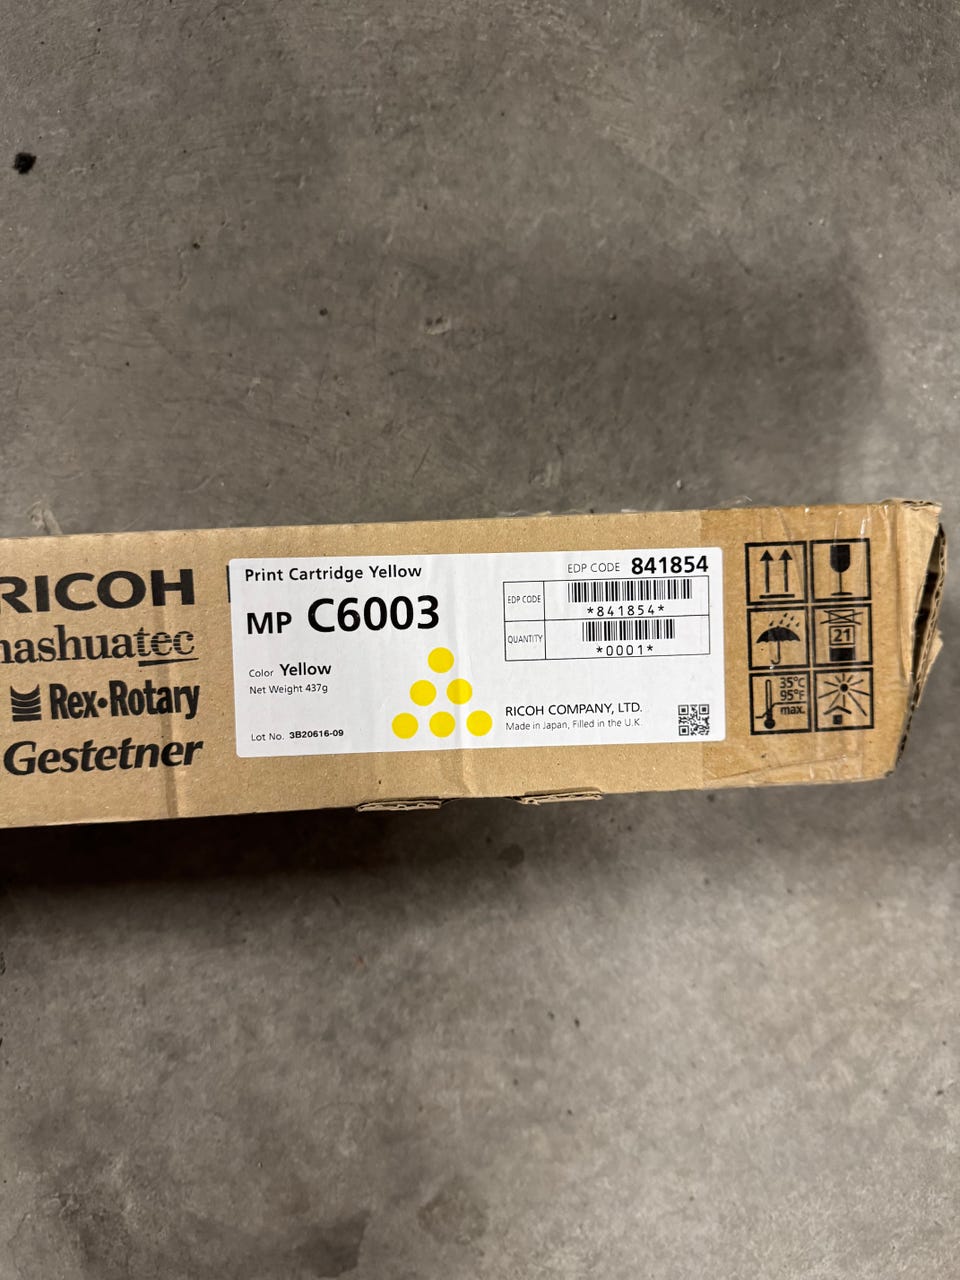 RICOH
nashuatec
Rex•Rotary
Gestetner
Print Cartridge Yellow
MP C6003
Color Yellow
Net Weight 437g
Lot No. 3B20616-09
EDP CODE 841854
EDP CODE
*841854*
QUANTITY
*0001*
RICOH COMPANY, LTD.
Made in Japan, Filled in the U.K.
21
35°C
95°F
max.